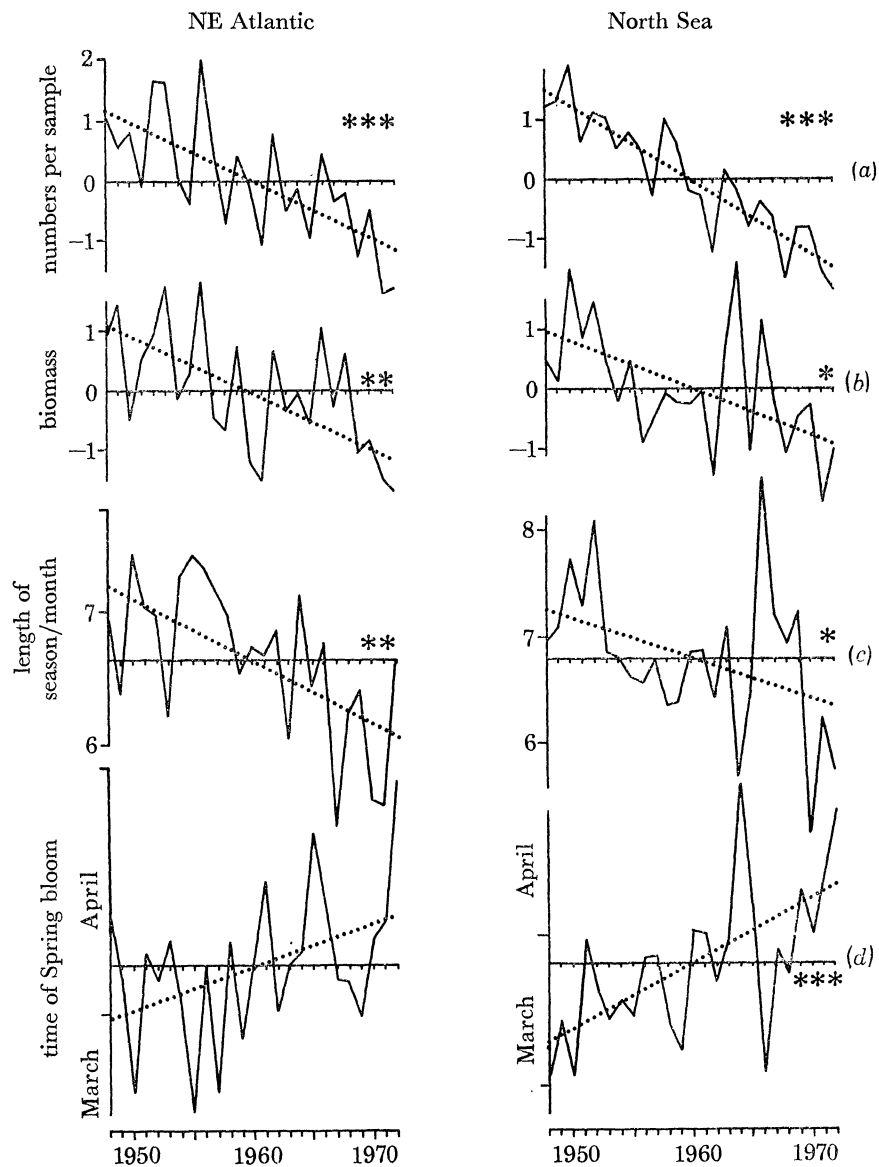 NE Atlantic
North Sea
numbers per sample
2
1
0
−1
***
1
0
−1
***
(a)
biomass
1
0
−1
**
1
0
−1
*
(b)
length of
season/month
7
6
**
8
7
6
*
(c)
time of Spring bloom
March
April
March
April
***
(d)
1950
1960
1970
1950
1960
1970